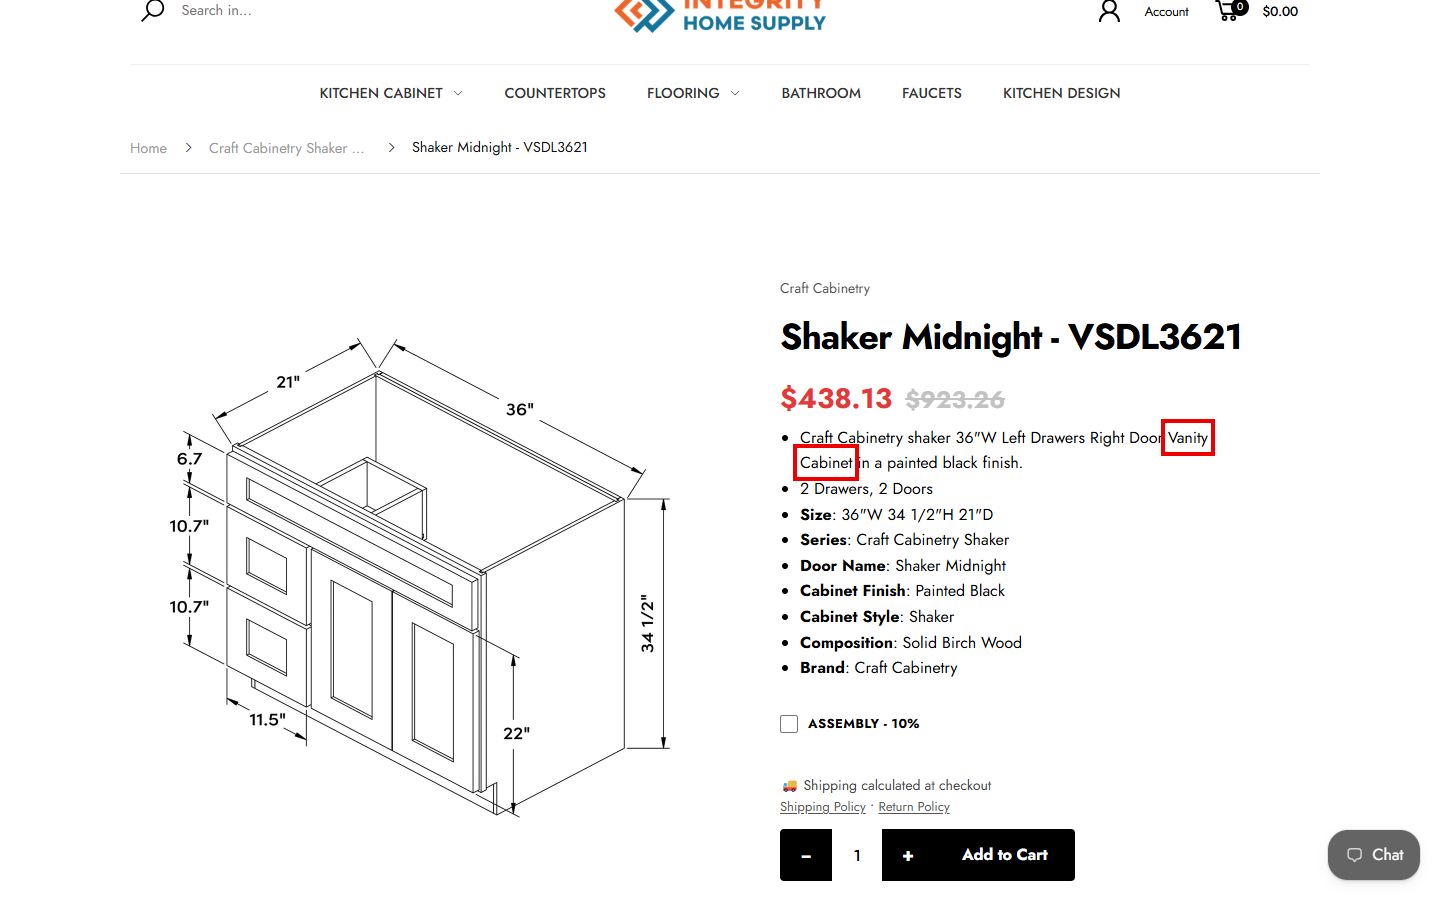 Search in...
INTEGRITY
HOME SUPPLY
Account
0
$0.00
KITCHEN CABINET
COUNTERTOPS
FLOORING
BATHROOM
FAUCETS
KITCHEN DESIGN
Home > Craft Cabinetry Shaker ... > Shaker Midnight - VSDL3621
21"
36"
6.7
10.7"
10.7"
11.5"
22"
34 1/2"
Craft Cabinetry
Shaker Midnight - VSDL3621
$438.13 $923.26
Craft Cabinetry shaker 36"W Left Drawers Right Door Vanity
Cabinet in a painted black finish.
2 Drawers, 2 Doors
Size: 36"W 34 1/2"H 21"D
Series: Craft Cabinetry Shaker
Door Name: Shaker Midnight
Cabinet Finish: Painted Black
Cabinet Style: Shaker
Composition: Solid Birch Wood
Brand: Craft Cabinetry
ASSEMBLY - 10%
Shipping calculated at checkout
Shipping Policy · Return Policy
- 1 + Add to Cart
Chat